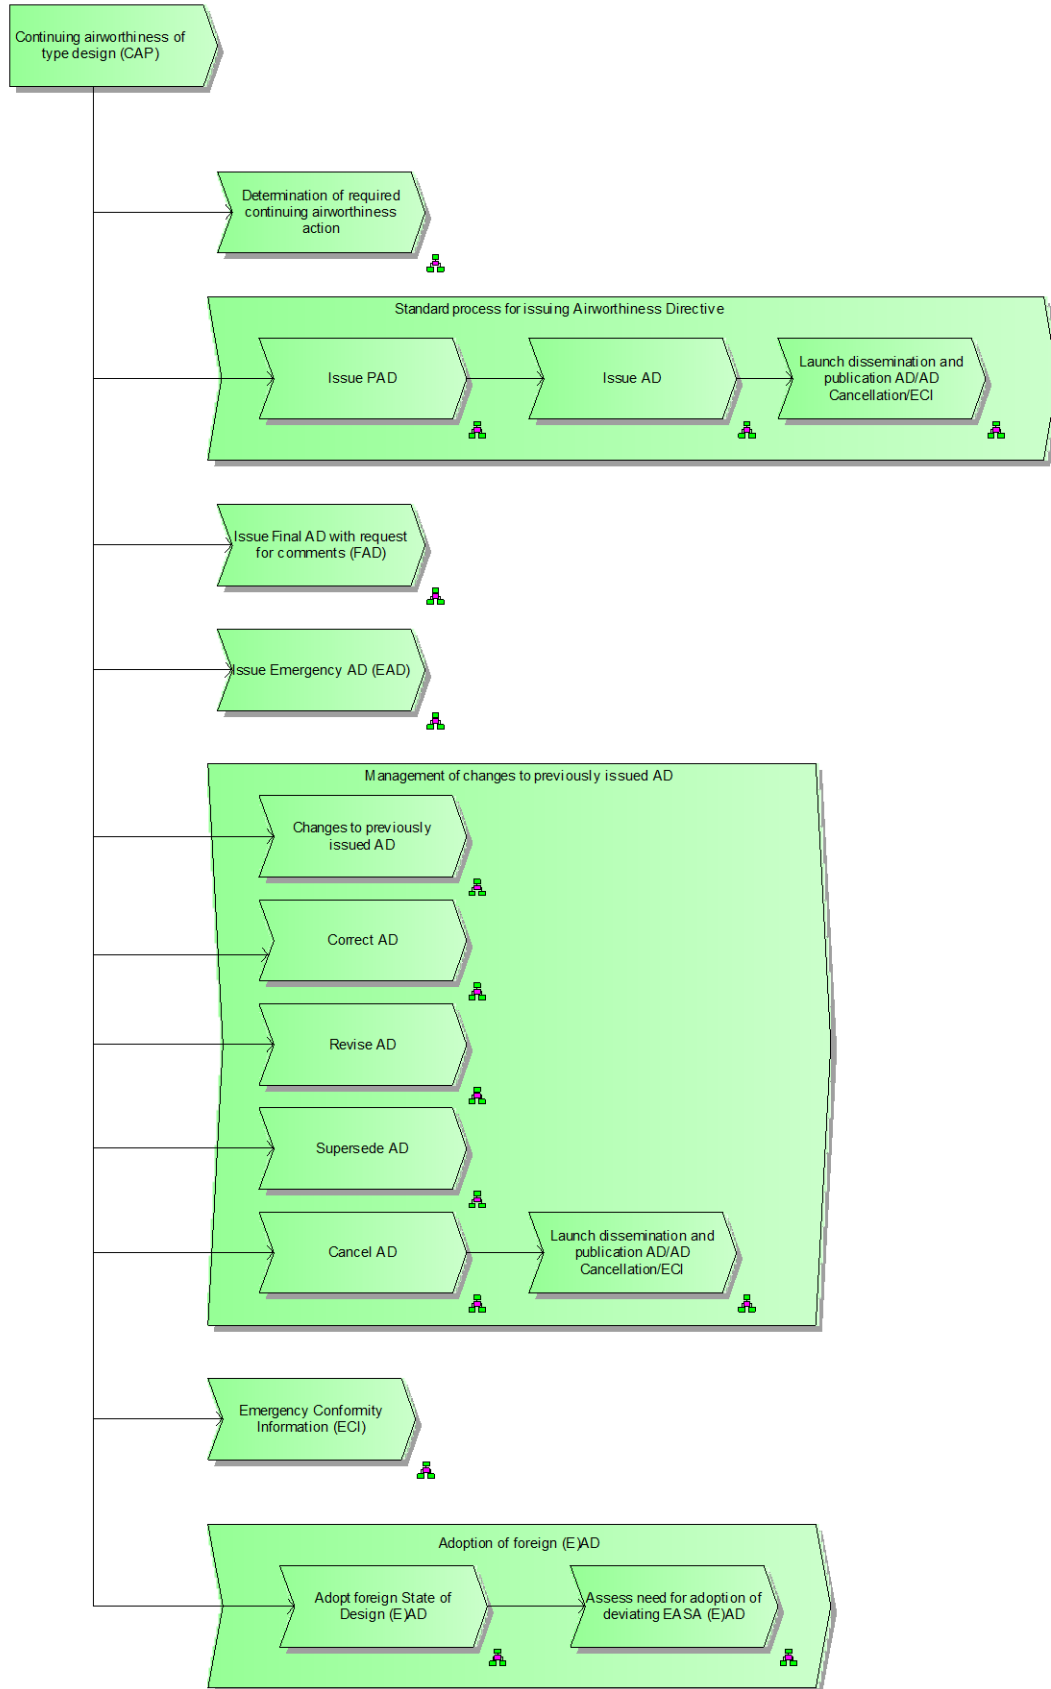 Continuing airworthiness of
type design (CAP)
Determination of required
continuing airworthiness
action
Standard process for issuing Airworthiness Directive
Issue PAD
Issue AD
Launch dissemination and
publication AD/AD
Cancellation/ECI
Issue Final AD with request
for comments (FAD)
Issue Emergency AD (EAD)
Management of changes to previously issued AD
Changes to previously
issued AD
Correct AD
Revise AD
Supersede AD
Cancel AD
Launch dissemination and
publication AD/AD
Cancellation/ECI
Emergency Conformity
Information (ECI)
Adoption of foreign (E)AD
Adopt foreign State of
Design (E)AD
Assess need for adoption of
deviating EASA (E)AD